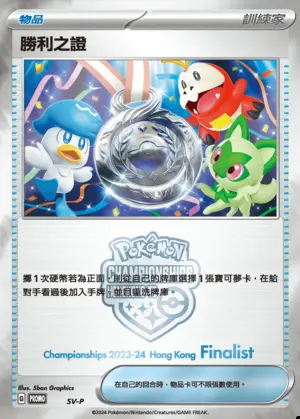 物品
訓練家
勝利之證
Pokémon
CHAMPIONSHIPS
擲1次硬幣若為正面，則從自己的牌庫選擇1張寶可夢卡，在給
對手看過後加入手牌。並且重洗牌庫。
Championships 2023-24 Hong Kong Finalist
Illus. 5ban Graphics
G PROMO SV-P
在自己的回合時，物品卡可不限張數使用。
©2024 Pokémon/Nintendo/Creatures/GAME FREAK.